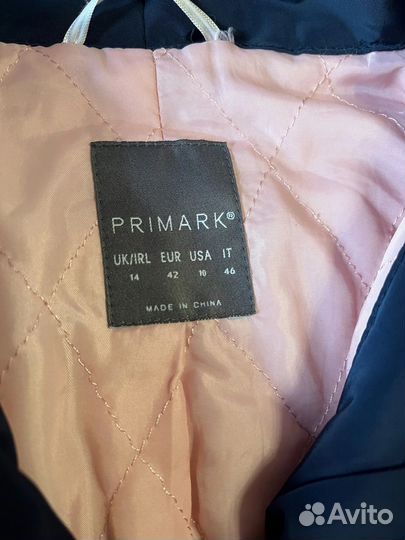 PRIMARK®
UK/IRL EUR USA IT
14 42 10 46
MADE IN CHINA
Avito